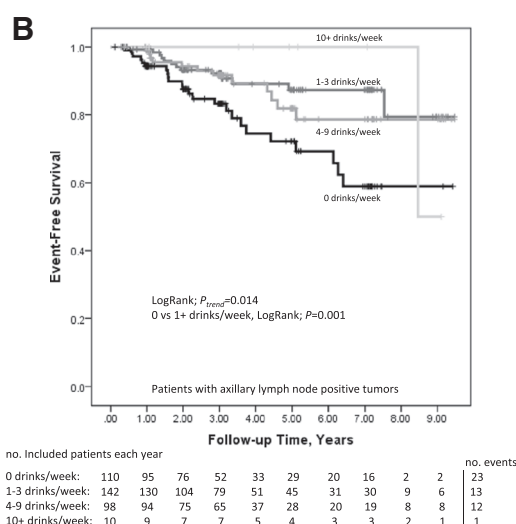 B
10+ drinks/week
1.0
1-3 drinks/week
0.8
4-9 drinks/week
0.6
0 drinks/week
Event-Free Survival
0.4
LogRank; Ptrend=0.014
0 vs 1+ drinks/week, LogRank; P=0.001
0.2
Patients with axillary lymph node positive tumors
0.0
.00 1.00 2.00 3.00 4.00 5.00 6.00 7.00 8.00 9.00
Follow-up Time, Years
no. Included patients each year
no. events
0 drinks/week: 110 95 76 52 33 29 20 16 2 2 23
1-3 drinks/week: 142 130 104 79 51 45 31 30 9 6 13
4-9 drinks/week: 98 94 75 65 37 28 20 19 8 8 12
10+ drinks/week: 10 9 7 7 5 4 3 3 2 1 1